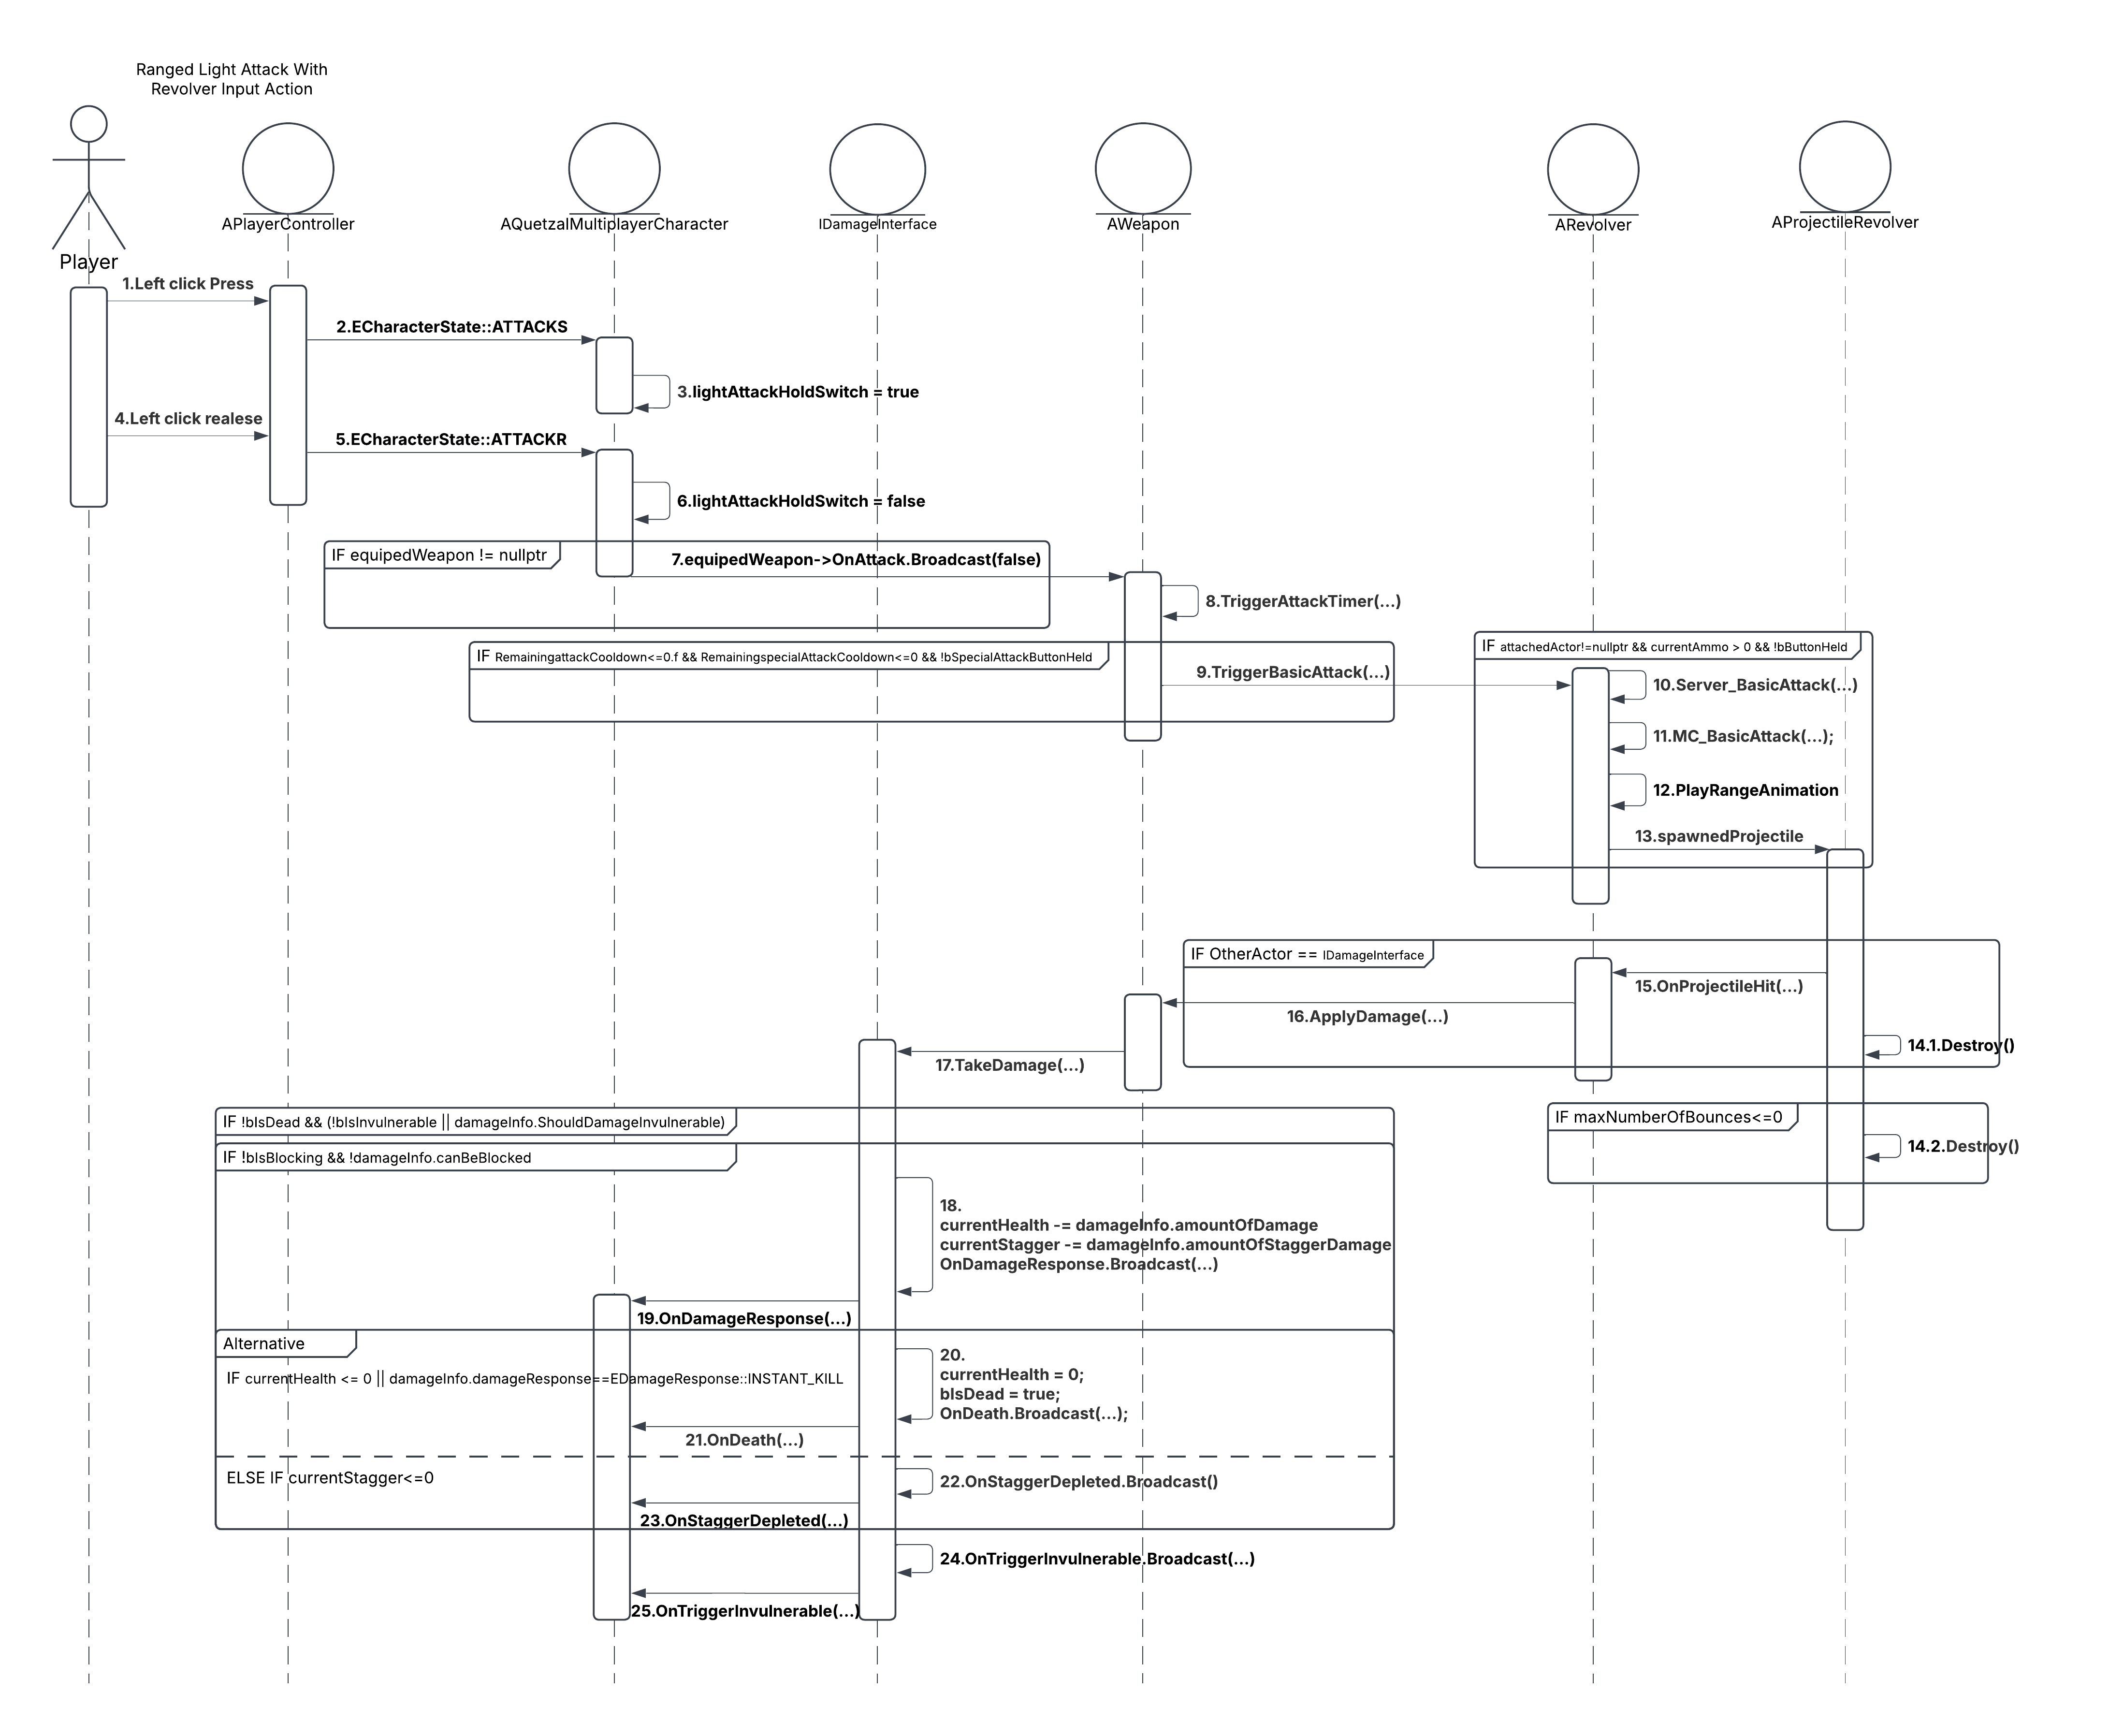 Ranged Light Attack With
Revolver Input Action
Player
APlayerController
AQuetzalMultiplayerCharacter
IDamageInterface
AWeapon
ARevolver
AProjectileRevolver
1.Left click Press
2.ECharacterState::ATTACKS
3.lightAttackHoldSwitch = true
4.Left click realese
5.ECharacterState::ATTACKR
6.lightAttackHoldSwitch = false
IF equipedWeapon != nullptr
7.equipedWeapon->OnAttack.Broadcast(false)
8.TriggerAttackTimer(...)
IF RemainingattackCooldown<=0.f && RemainingspecialAttackCooldown<=0 && !bSpecialAttackButtonHeld
9.TriggerBasicAttack(...)
IF attachedActor!=nullptr && currentAmmo > 0 && !bButtonHeld
10.Server_BasicAttack(...)
11.MC_BasicAttack(...);
12.PlayRangeAnimation
13.spawnedProjectile
IF OtherActor == IDamageInterface
15.OnProjectileHit(...)
16.ApplyDamage(...)
14.1.Destroy()
17.TakeDamage(...)
IF maxNumberOfBounces<=0
14.2.Destroy()
IF !bIsDead && (!bIsInvulnerable || damageInfo.ShouldDamageInvulnerable)
IF !bIsBlocking && !damageInfo.canBeBlocked
18.
currentHealth -= damageInfo.amountOfDamage
currentStagger -= damageInfo.amountOfStaggerDamage
OnDamageResponse.Broadcast(...)
19.OnDamageResponse(...)
Alternative
IF currentHealth <= 0 || damageInfo.damageResponse==EDamageResponse::INSTANT_KILL
20.
currentHealth = 0;
bIsDead = true;
OnDeath.Broadcast(...);
21.OnDeath(...)
ELSE IF currentStagger<=0
22.OnStaggerDepleted.Broadcast()
23.OnStaggerDepleted(...)
24.OnTriggerInvulnerable.Broadcast(...)
25.OnTriggerInvulnerable(...)